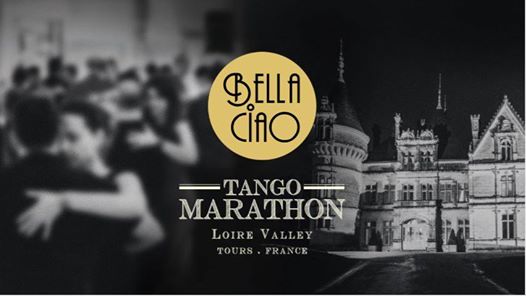 BELLA
CIAO
TANGO
MARATHON
LOIRE VALLEY
TOURS . FRANCE